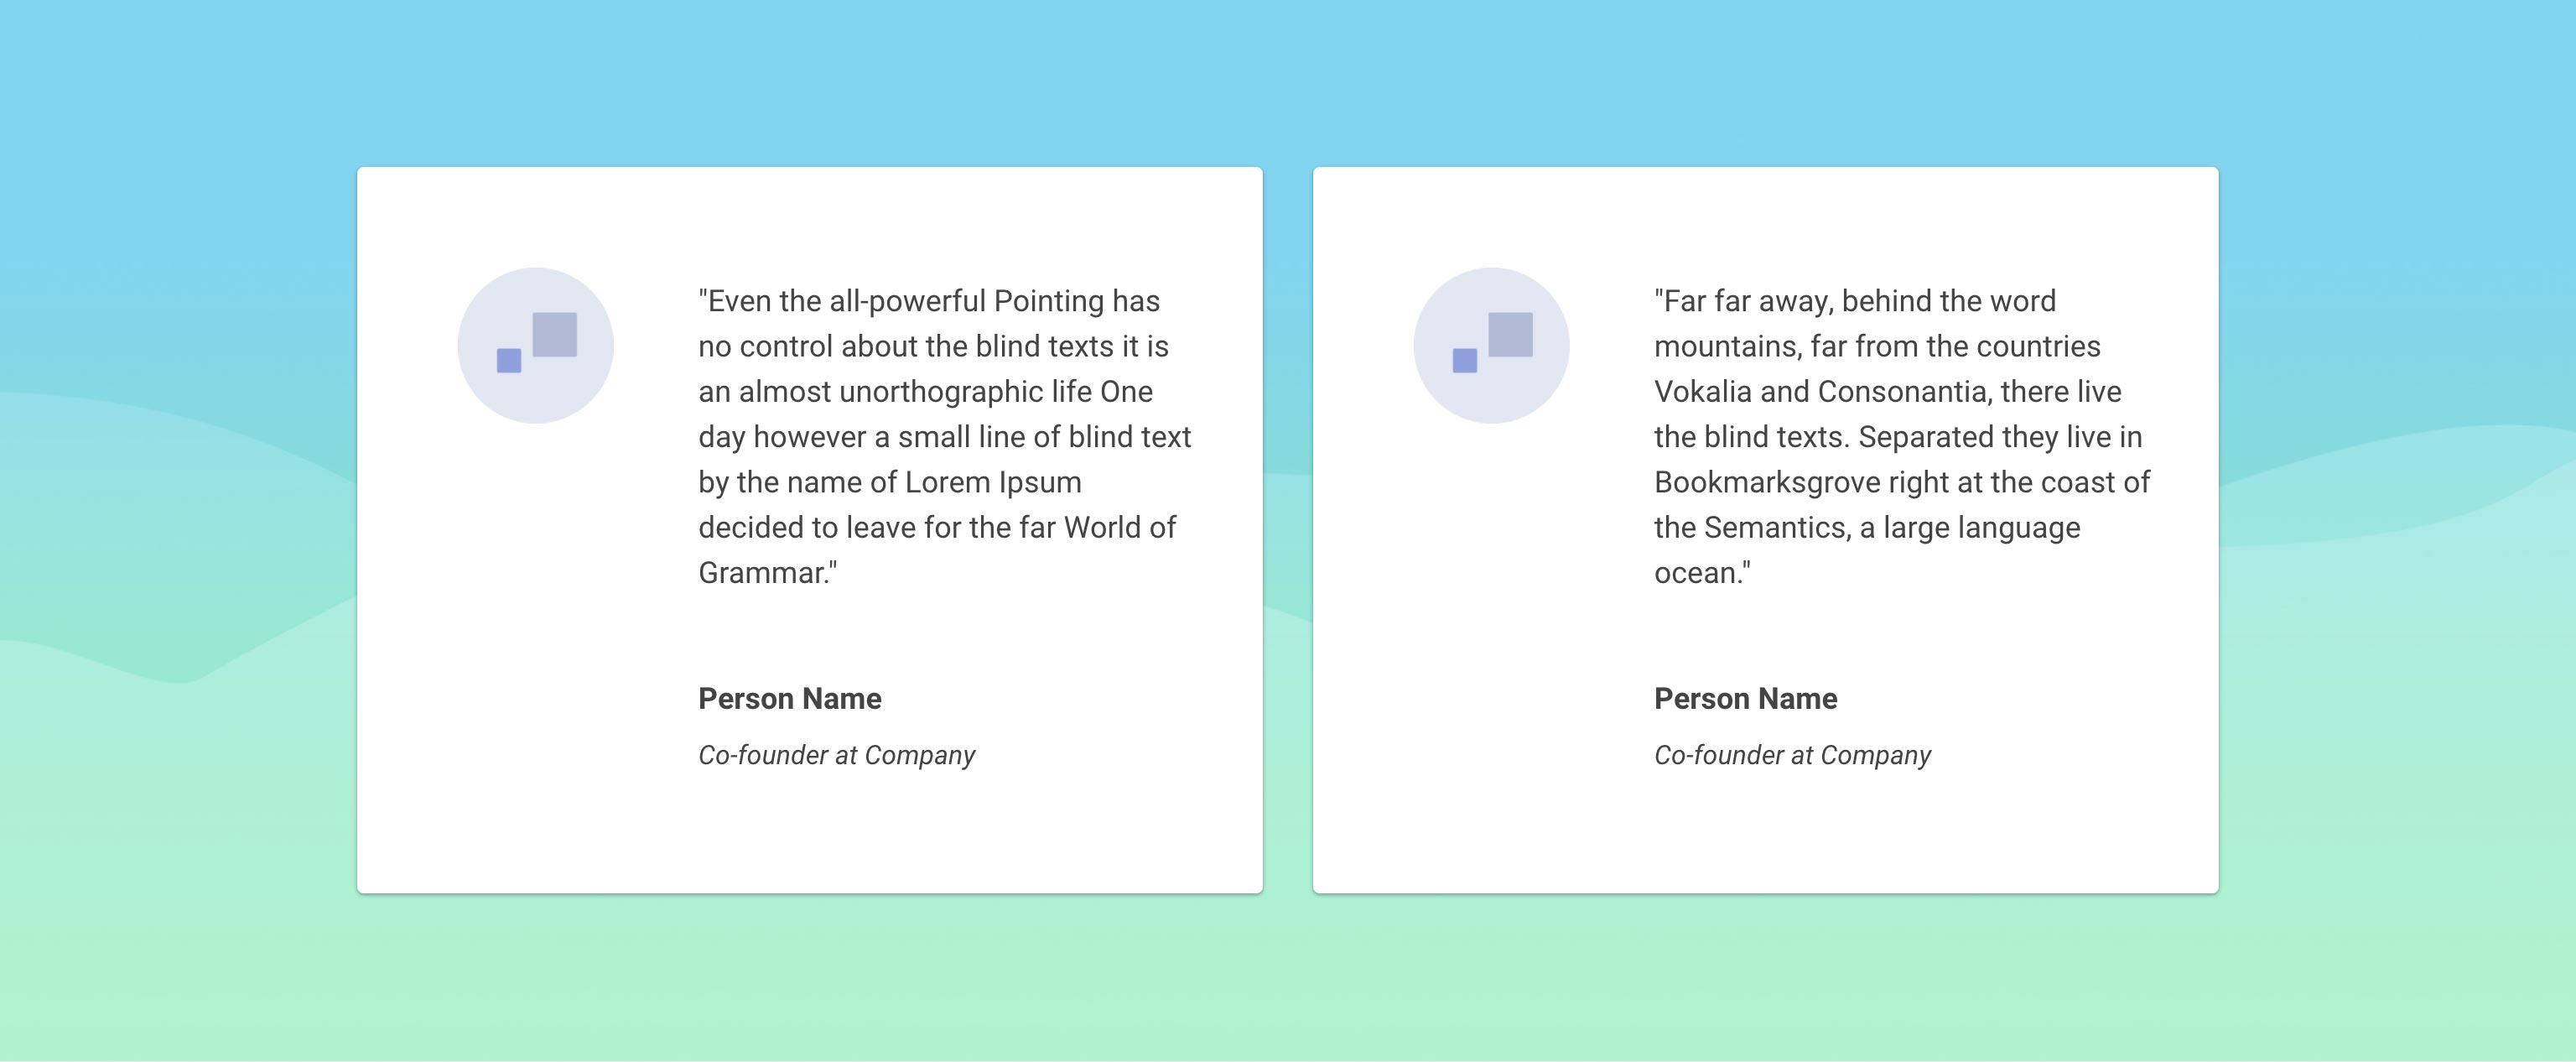 "Even the all-powerful Pointing has
no control about the blind texts it is
an almost unorthographic life One
day however a small line of blind text
by the name of Lorem Ipsum
decided to leave for the far World of
Grammar."
Person Name
Co-founder at Company
"Far far away, behind the word
mountains, far from the countries
Vokalia and Consonantia, there live
the blind texts. Separated they live in
Bookmarksgrove right at the coast of
the Semantics, a large language
ocean."
Person Name
Co-founder at Company